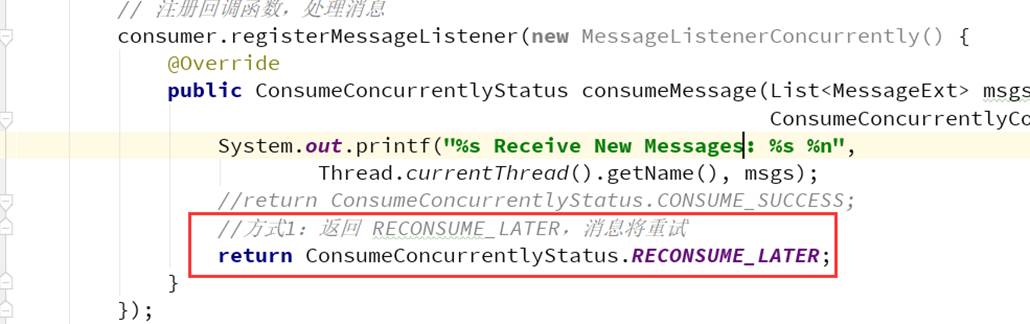 // 注册回调函数，处理消息
consumer.registerMessageListener(new MessageListenerConcurrently() {
@Override
public ConsumeConcurrentlyStatus consumeMessage(List<MessageExt> msgs
ConsumeConcurrentlyCo
System.out.printf("%s Receive New Messages: %s %n",
Thread.currentThread().getName(), msgs);
//return ConsumeConcurrentlyStatus.CONSUME_SUCCESS;
//方式1：返回 RECONSUME_LATER，消息将重试
return ConsumeConcurrentlyStatus.RECONSUME_LATER;
}
});